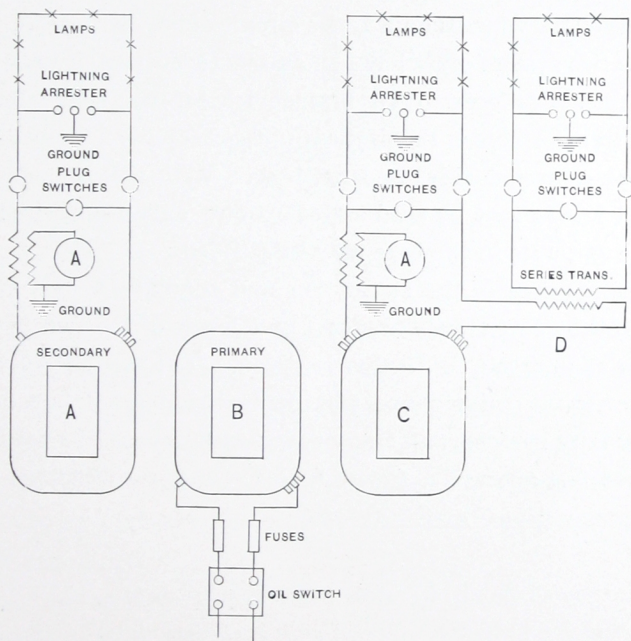 LAMPS
LIGHTNING
ARRESTER
GROUND
PLUG
SWITCHES
A
GROUND
SECONDARY
A
PRIMARY
B
FUSES
OIL SWITCH
LAMPS
LIGHTNING
ARRESTER
GROUND
PLUG
SWITCHES
A
GROUND
C
LAMPS
LIGHTNING
ARRESTER
GROUND
PLUG
SWITCHES
SERIES TRANS.
D